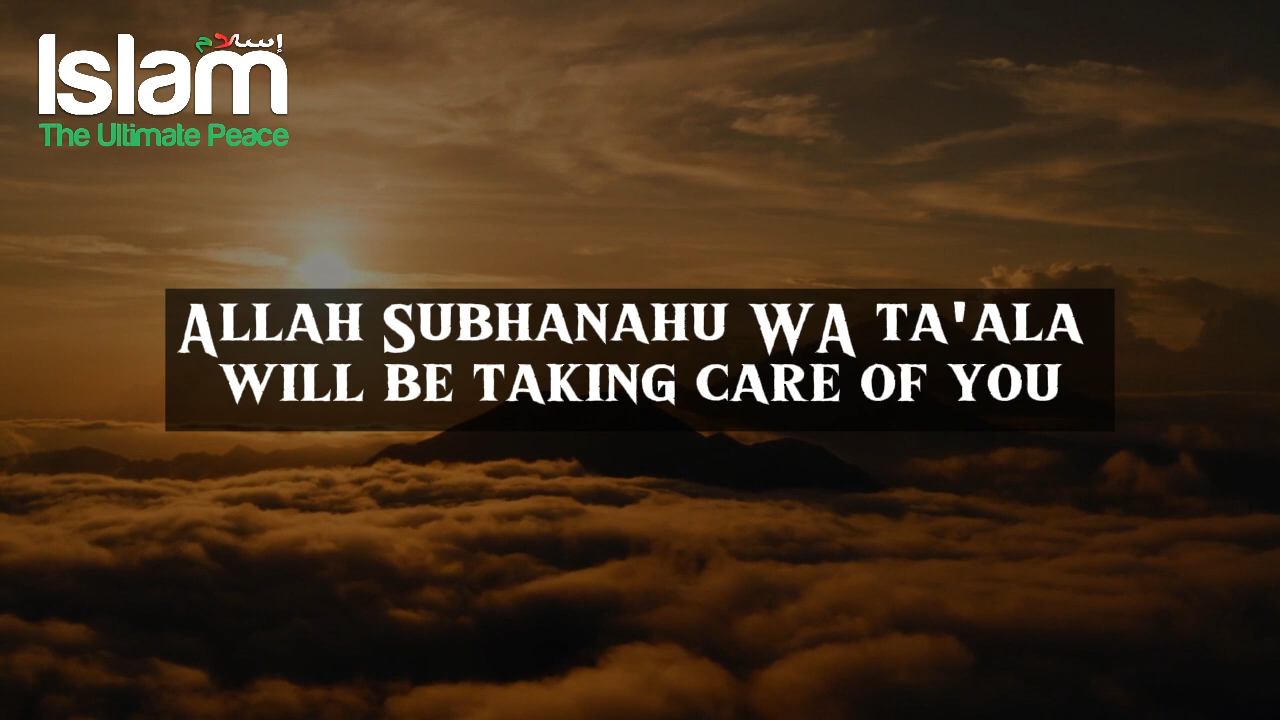 إسلام
Islam
The Ultimate Peace
Allah Subhanahu WA ta'ala
will be taking care of you